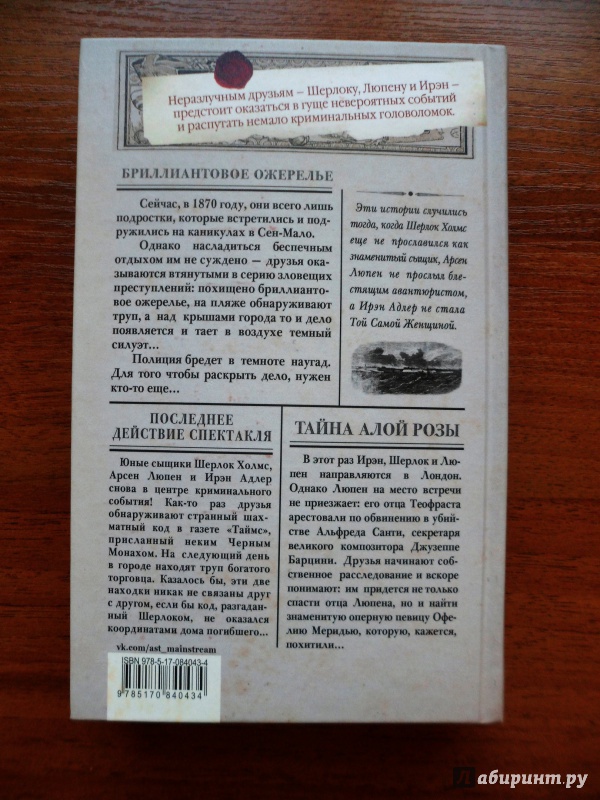 Неразлучным друзьям – Шерлоку, Люпену и Ирэн –
предстоит оказаться в гуще невероятных событий
и распутать немало криминальных головоломок.
БРИЛЛИАНТОВОЕ ОЖЕРЕЛЬЕ
Сейчас, в 1870 году, они всего лишь
подростки, которые встретились и под-
ружились на каникулах в Сен-Мало.
Однако насладиться беспечным
отдыхом им не суждено — друзья ока-
зываются втянутыми в серию зловещих
преступлений: похищено бриллианто-
вое ожерелье, на пляже обнаруживают
труп, а над крышами города то и дело
появляется и тает в воздухе темный
силуэт...
Полиция бредет в темноте наугад.
Для того чтобы раскрыть дело, нужен
кто-то еще...
Эти истории случились
тогда, когда Шерлок Холмс
еще не прославился как
знаменитый сыщик, Арсен
Люпен не прослыл бле-
стящим авантюристом,
а Ирэн Адлер не стала
Той Самой Женщиной.
ПОСЛЕДНЕЕ
ДЕЙСТВИЕ СПЕКТАКЛЯ
Юные сыщики Шерлок Холмс,
Арсен Люпен и Ирэн Адлер
снова в центре криминального
события! Как-то раз друзья
обнаруживают странный шах-
матный код в газете «Таймс»,
присланный неким Черным
Монахом. На следующий день
в городе находят труп богатого
торговца. Казалось бы, эти две
находки никак не связаны друг
с другом, если бы код, разгадан-
ный Шерлоком, не оказался
координатами дома погибшего...
vk.com/ast_mainstream
ISBN 978-5-17-084043-4
9 785170 840434
ТАЙНА АЛОЙ РОЗЫ
В этот раз Ирэн, Шерлок и Лю-
пен направляются в Лондон.
Однако Люпен на место встречи
не приезжает: его отца Теофраста
арестовали по обвинению в убий-
стве Альфреда Санти, секретаря
великого композитора Джузеппе
Барцини. Друзья начинают соб-
ственное расследование и вскоре
понимают: им придется не только
спасти отца Люпена, но и найти
знаменитую оперную певицу Офе-
лию Меридью, которую, кажется,
похитили...
лабиринт.ру